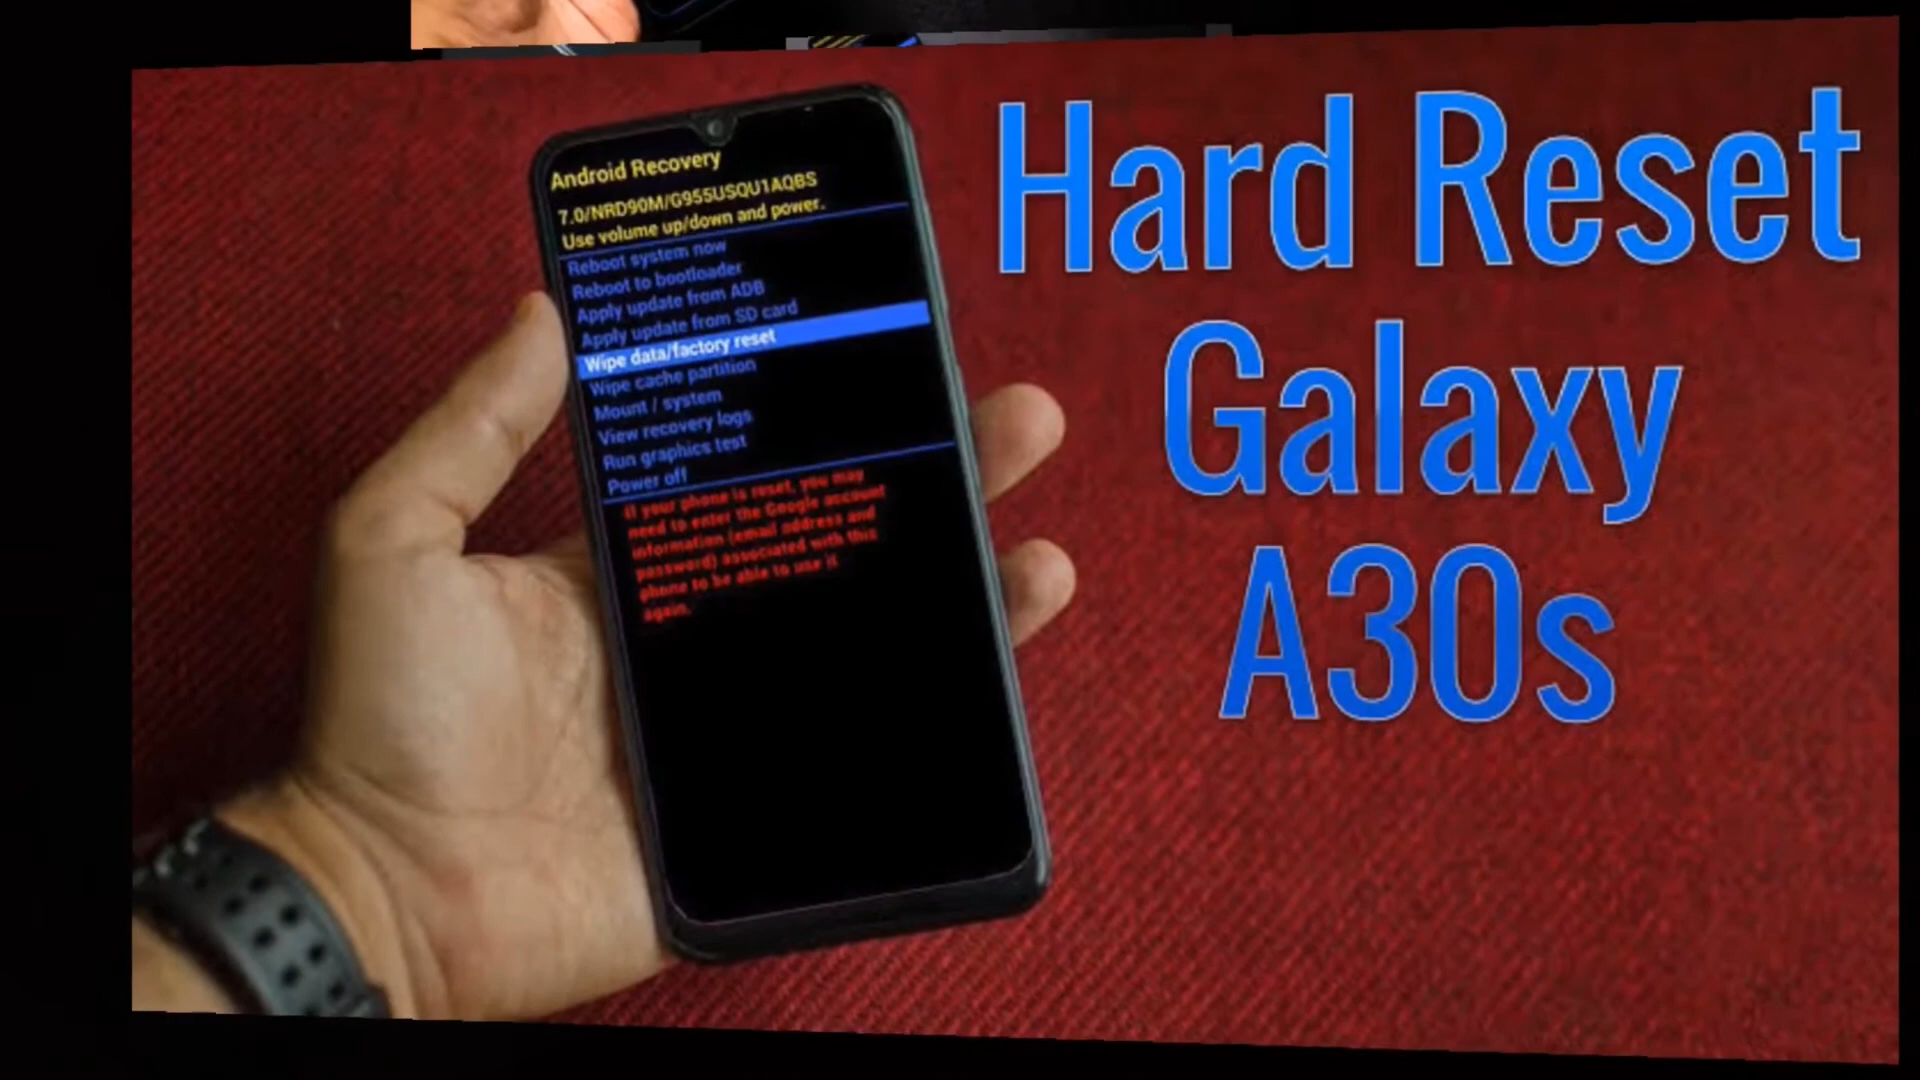 Android Recovery
7.0/NRD90M/G955USQU1AQBS
Use volume up/down and power.
Reboot system now
Reboot to bootloader
Apply update from ADB
Apply update from SD card
Wipe data/factory reset
Wipe cache partition
Mount / system
View recovery logs
Run graphics test
Power off
If your phone is reset, you may
need to enter the Google account
information (email address and
password) associated with this
phone to be able to use it
again.
Hard Reset
Galaxy
A30s